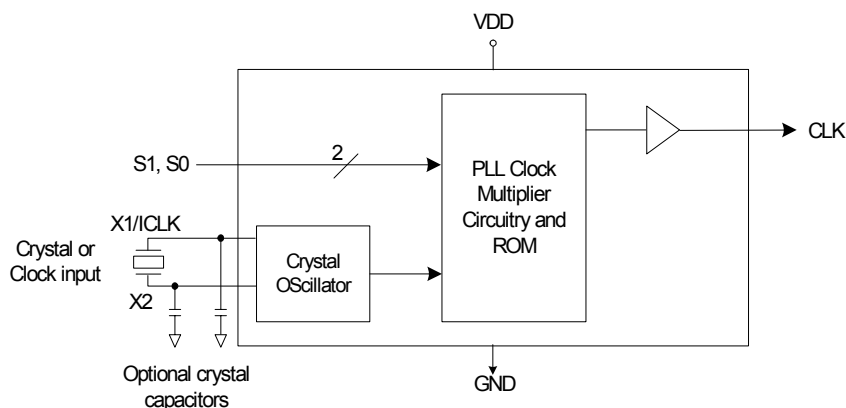 VDD
CLK
S1, S0
2
PLL Clock
Multiplier
Circuitry and
ROM
X1/ICLK
Crystal or
Clock input
X2
Crystal
OScillator
Optional crystal
capacitors
GND